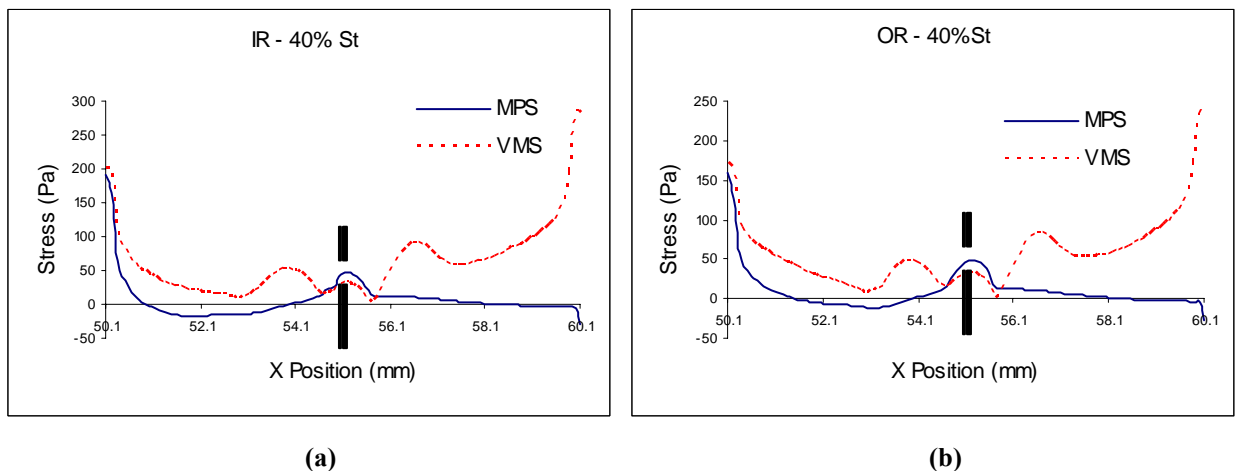 IR - 40% St
300
250
200
150
100
50
0
-50
Stress (Pa)
MPS
VMS
50.1 52.1 54.1 56.1 58.1 60.1
X Position (mm)
(a)
OR - 40%St
250
200
150
100
50
0
-50
Stress (Pa)
MPS
VMS
50.1 52.1 54.1 56.1 58.1 60.1
X Position (mm)
(b)